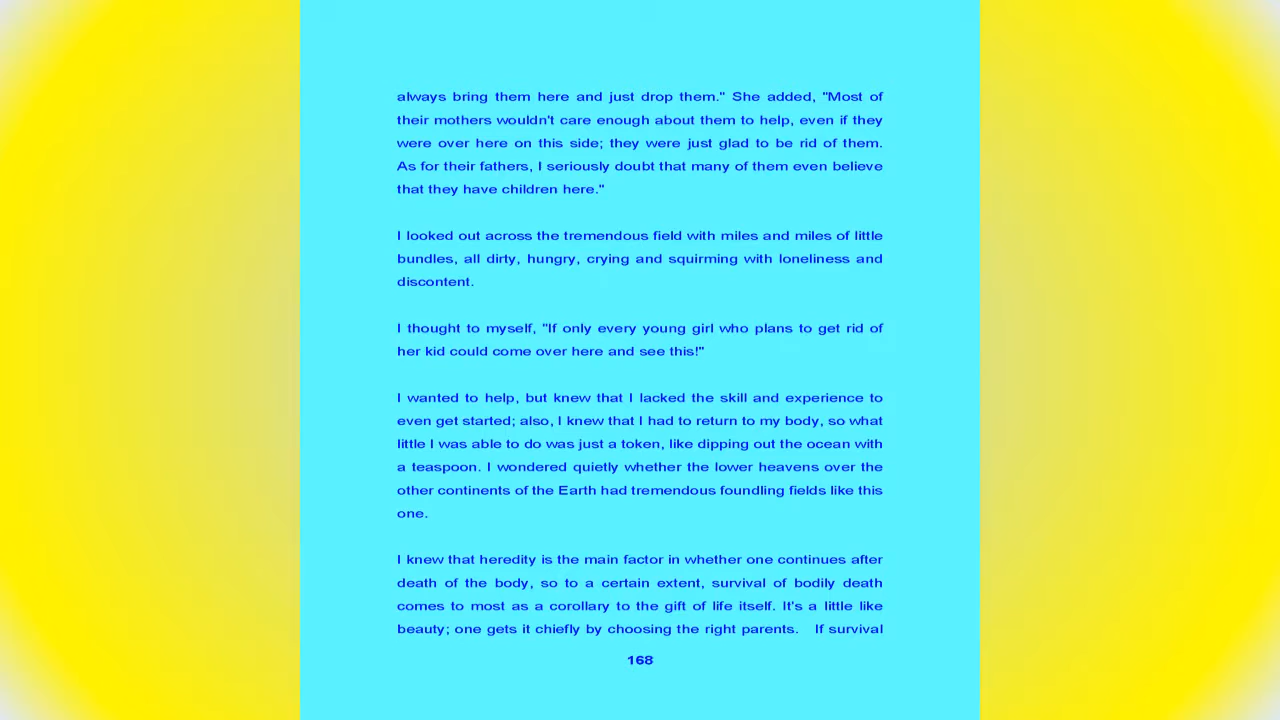 always bring them here and just drop them." She added, "Most of
their mothers wouldn't care enough about them to help, even if they
were over here on this side; they were just glad to be rid of them.
As for their fathers, I seriously doubt that many of them even believe
that they have children here."
I looked out across the tremendous field with miles and miles of little
bundles, all dirty, hungry, crying and squirming with loneliness and
discontent.
I thought to myself, "If only every young girl who plans to get rid of
her kid could come over here and see this!"
I wanted to help, but knew that I lacked the skill and experience to
even get started; also, I knew that I had to return to my body, so what
little I was able to do was just a token, like dipping out the ocean with
a teaspoon. I wondered quietly whether the lower heavens over the
other continents of the Earth had tremendous foundling fields like this
one.
I knew that heredity is the main factor in whether one continues after
death of the body, so to a certain extent, survival of bodily death
comes to most as a corollary to the gift of life itself. It's a little like
beauty; one gets it chiefly by choosing the right parents. If survival
168